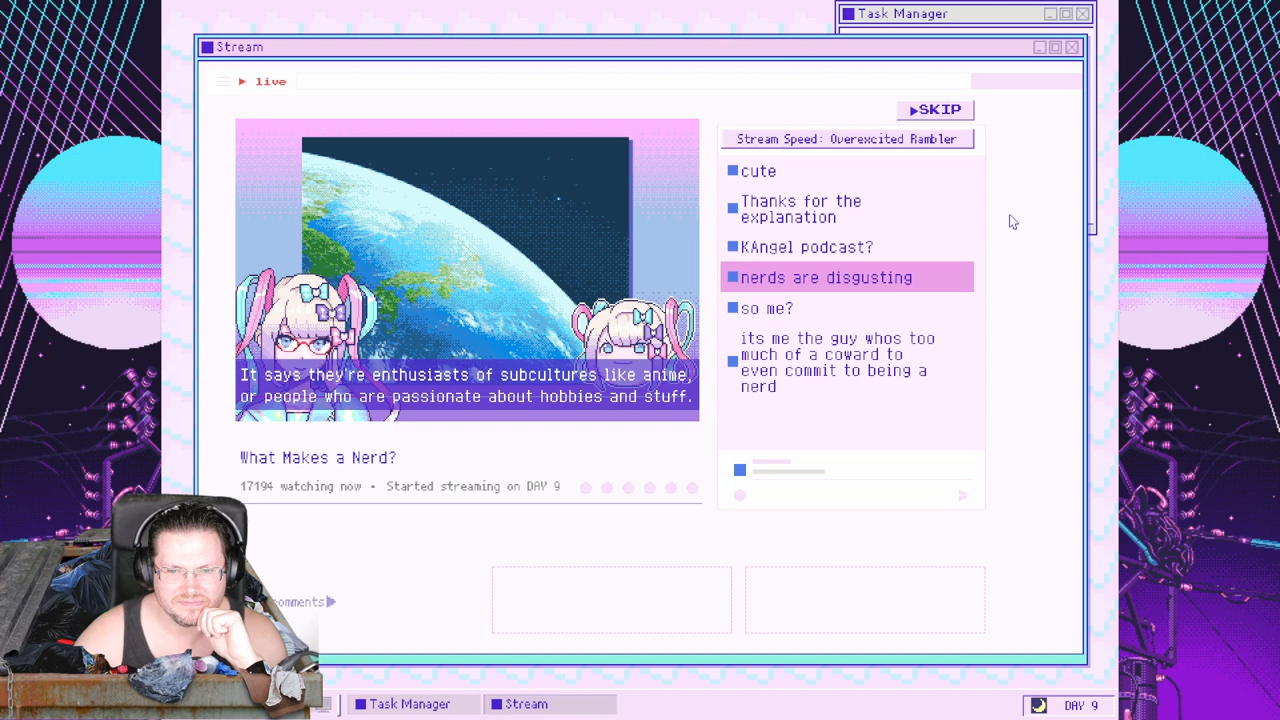 Task Manager
Stream
▶ live
▶SKIP
Stream Speed: Overexcited Rambler
cute
Thanks for the
explanation
KAngel podcast?
nerds are disgusting
so me?
its me the guy whos too
much of a coward to
even commit to being a
nerd
It says they're enthusiasts of subcultures like anime,
or people who are passionate about hobbies and stuff.
What Makes a Nerd?
17194 watching now • Started streaming on DAY 9
comments▶
Task Manager
Stream
DAY 9